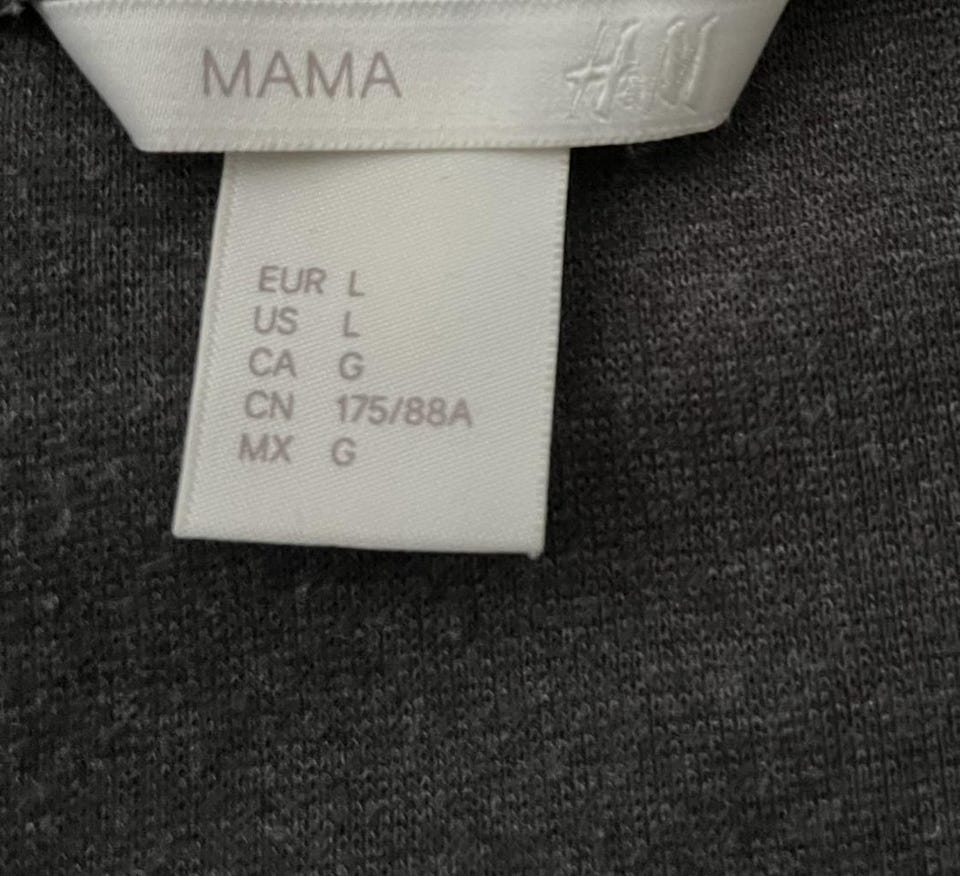 MAMA H&M
EUR L
US L
CA G
CN 175/88A
MX G